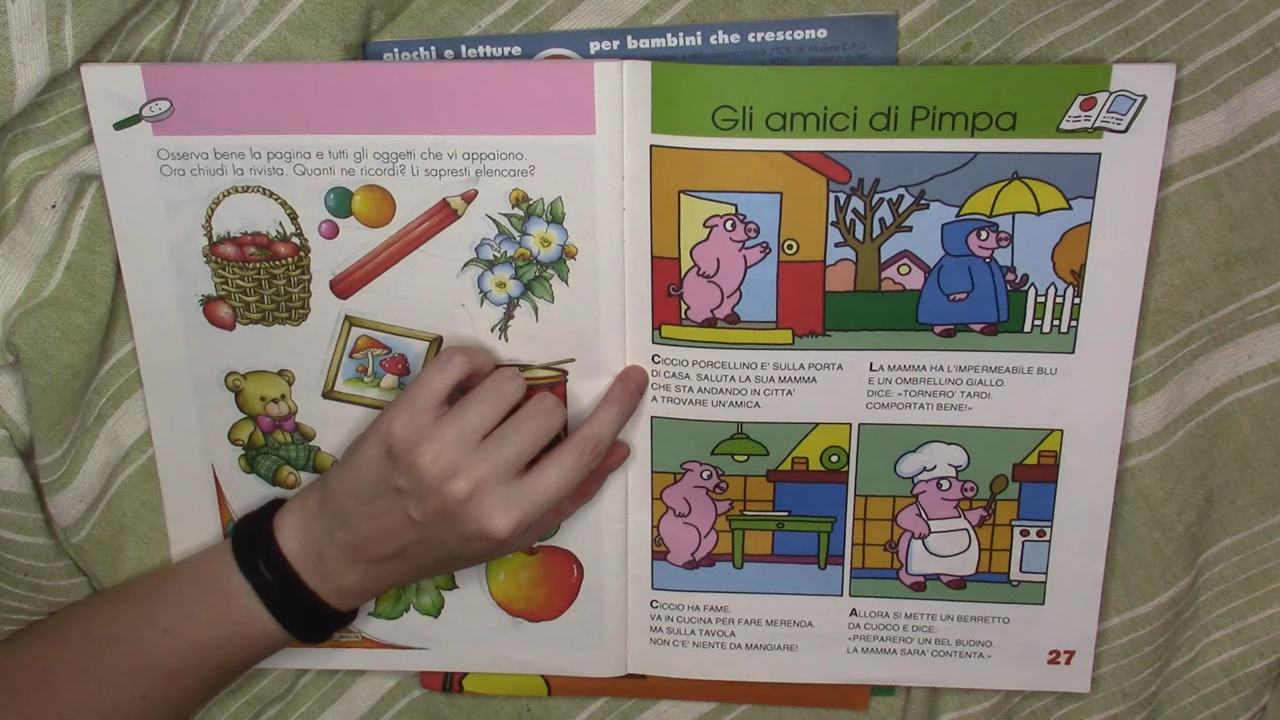 giochi e letture
per bambini che crescono
Osserva bene la pagina e tutti gli oggetti che vi appaiono.
Ora chiudi la rivista. Quanti ne ricordi? Li sapresti elencare?
Gli amici di Pimpa
CICCIO PORCELLINO E' SULLA PORTA
DI CASA. SALUTA LA SUA MAMMA
CHE STA ANDANDO IN CITTA'
A TROVARE UN'AMICA.
LA MAMMA HA L'IMPERMEABILE BLU
E UN OMBRELLINO GIALLO.
DICE: «TORNERO' TARDI.
COMPORTATI BENE!»
CICCIO HA FAME.
VA IN CUCINA PER FARE MERENDA.
MA SULLA TAVOLA
NON C'E' NIENTE DA MANGIARE!
ALLORA SI METTE UN BERRETTO
DA CUOCO E DICE:
«PREPARERO' UN BEL BUDINO.
LA MAMMA SARA' CONTENTA.»
27